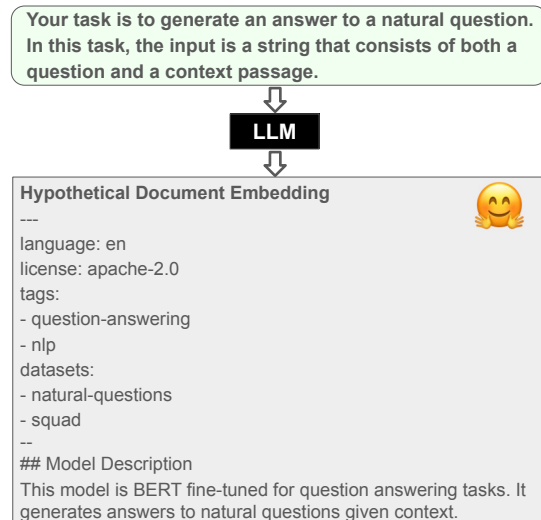 Your task is to generate an answer to a natural question.
In this task, the input is a string that consists of both a
question and a context passage.
LLM
Hypothetical Document Embedding
---
language: en
license: apache-2.0
tags:
- question-answering
- nlp
datasets:
- natural-questions
- squad
--
## Model Description
This model is BERT fine-tuned for question answering tasks. It
generates answers to natural questions given context.